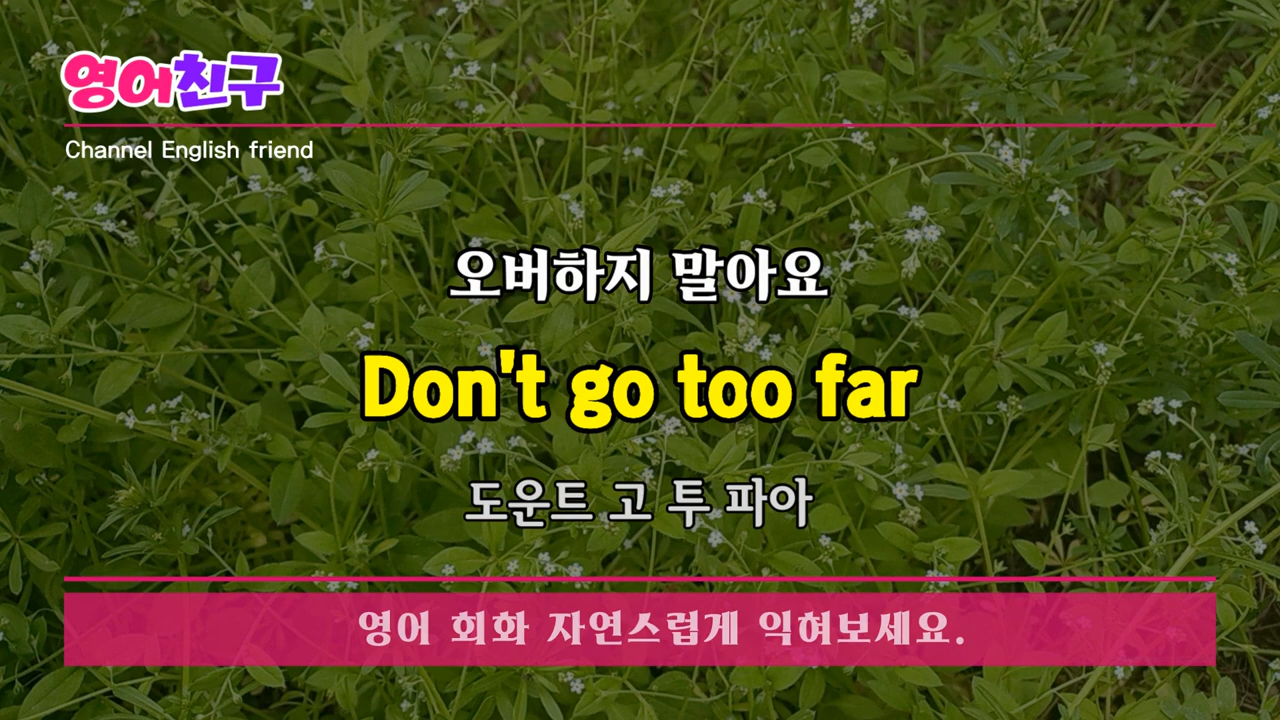 영어친구
Channel English friend
오버하지 말아요
Don't go too far
도운트 고 투 파아
영어 회화 자연스럽게 익혀보세요.